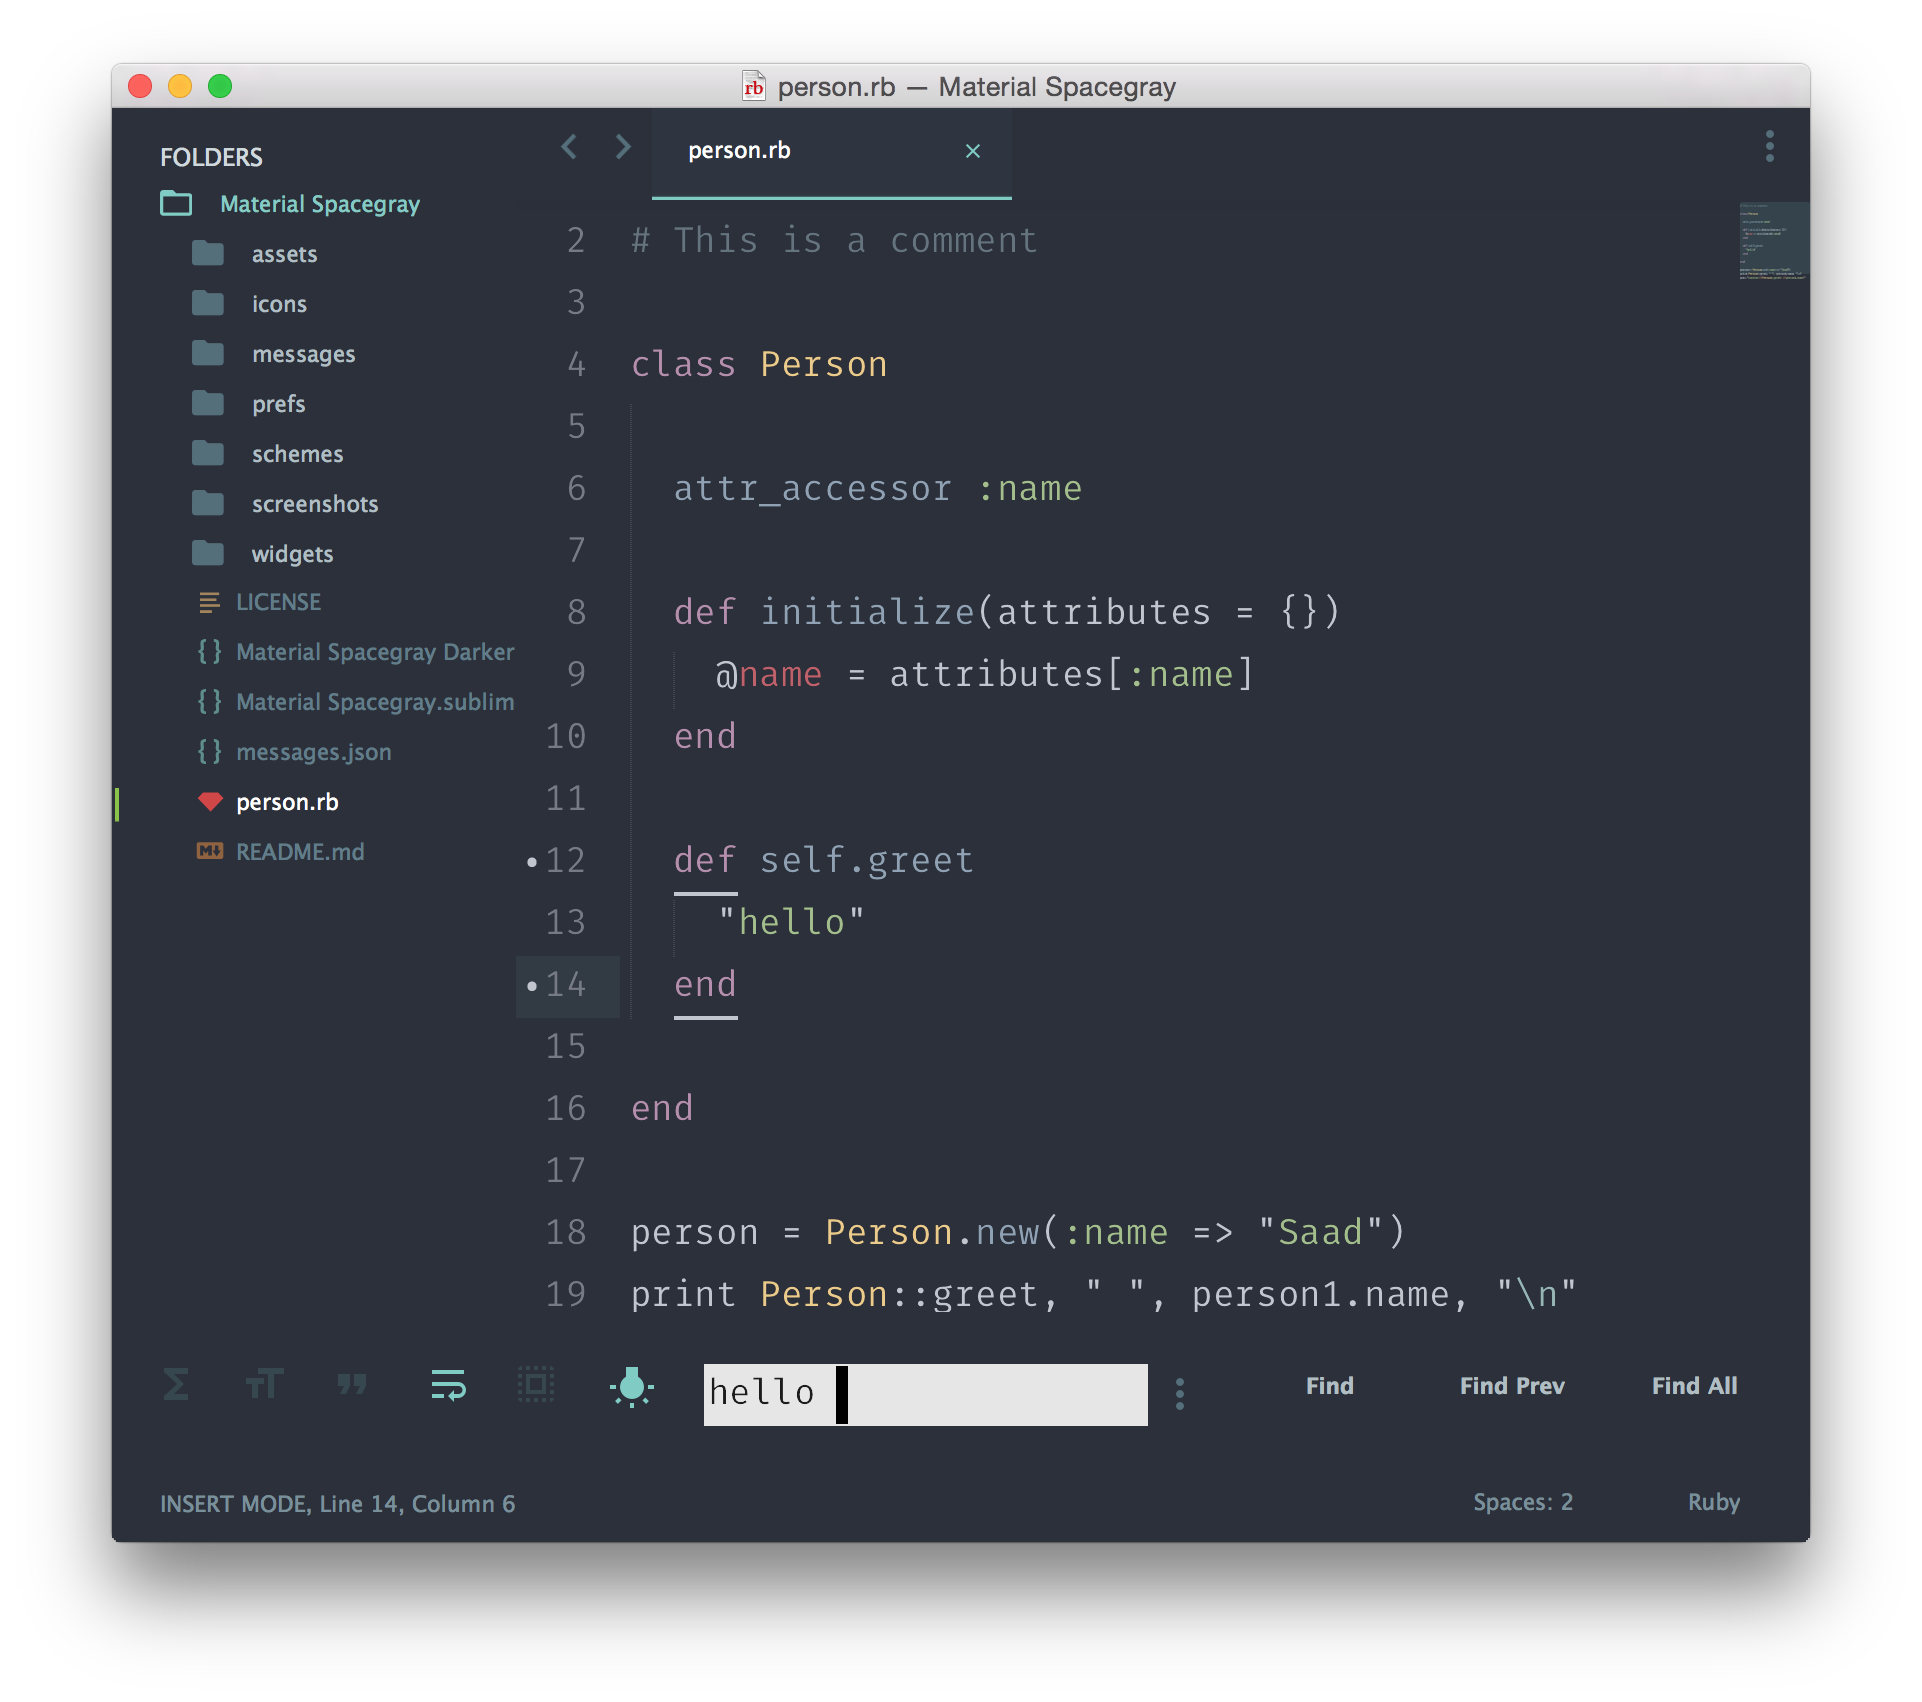 person.rb — Material Spacegray
FOLDERS
Material Spacegray
assets
icons
messages
prefs
schemes
screenshots
widgets
LICENSE
Material Spacegray Darker
Material Spacegray.sublim
messages.json
person.rb
README.md
person.rb
2 # This is a comment
3
4 class Person
5
6 attr_accessor :name
7
8 def initialize(attributes = {})
9 @name = attributes[:name]
10 end
11
12 def self.greet
13 "hello"
14 end
15
16 end
17
18 person = Person.new(:name => "Saad")
19 print Person::greet, " ", person1.name, "\n"
hello
Find
Find Prev
Find All
INSERT MODE, Line 14, Column 6
Spaces: 2
Ruby